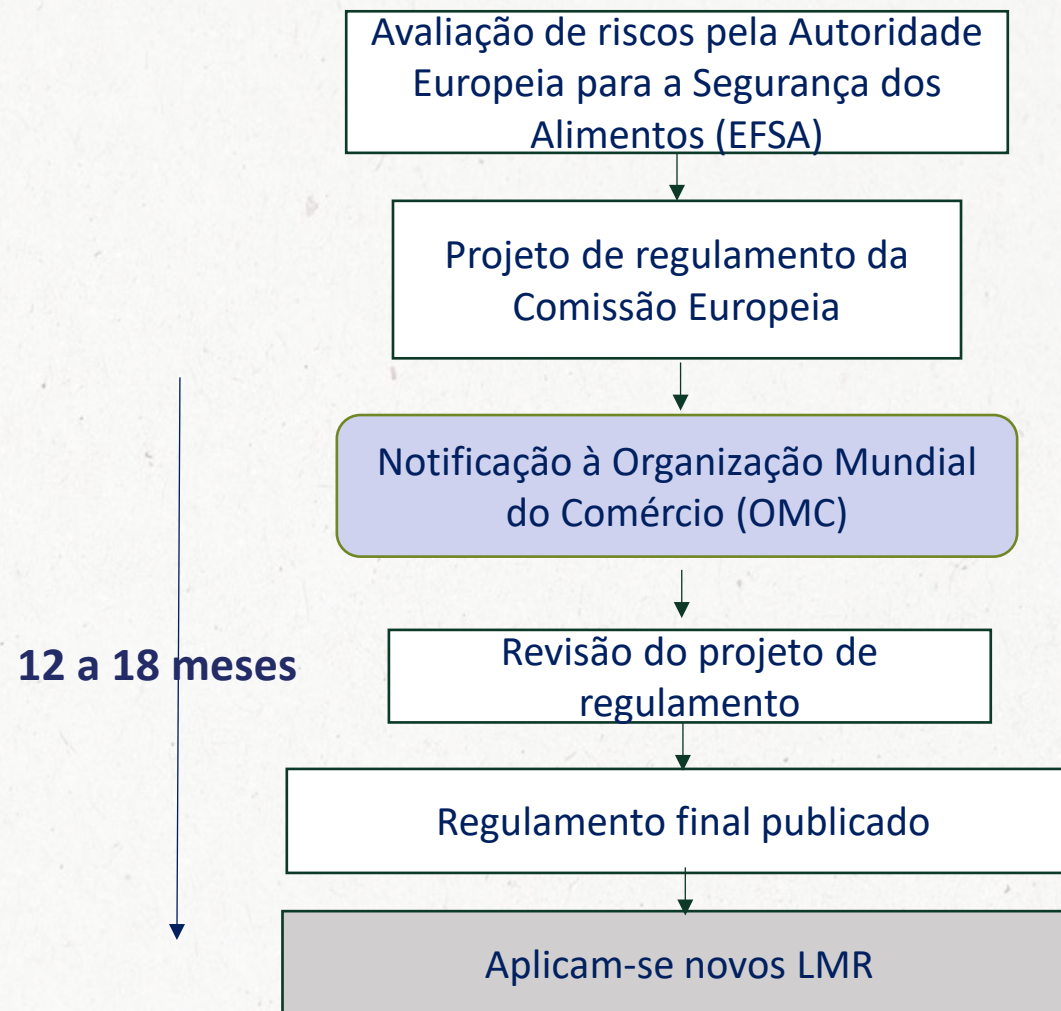 Avaliação de riscos pela Autoridade
Europeia para a Segurança dos
Alimentos (EFSA)
Projeto de regulamento da
Comissão Europeia
Notificação à Organização Mundial
do Comércio (OMC)
12 a 18 meses
Revisão do projeto de
regulamento
Regulamento final publicado
Aplicam-se novos LMR